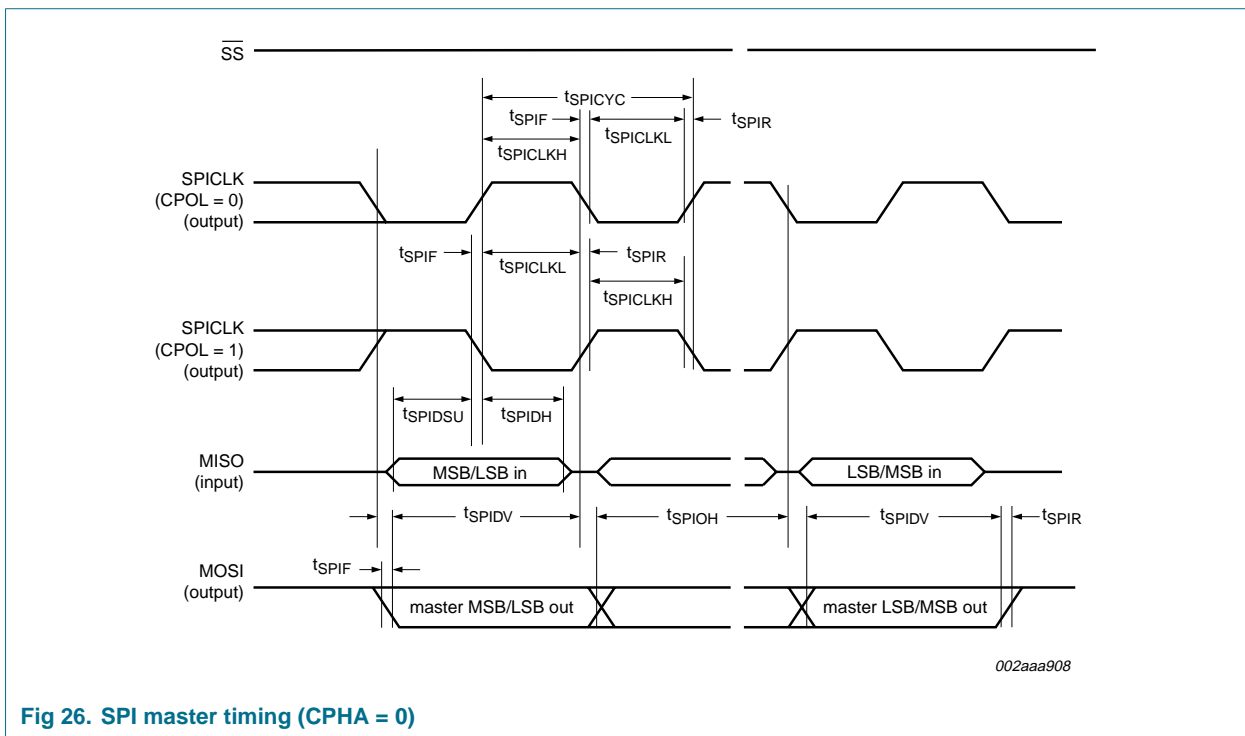 SS
tSPICYC
tSPIF
tSPICLKL
tSPIR
tSPICLKH
SPICLK
(CPOL = 0)
(output)
tSPIF
tSPICLKL
tSPIR
tSPICLKH
SPICLK
(CPOL = 1)
(output)
tSPIDSU
tSPIDH
MISO
(input)
MSB/LSB in
LSB/MSB in
tSPIDV
tSPIOH
tSPIDV
tSPIR
tSPIF
MOSI
(output)
master MSB/LSB out
master LSB/MSB out
002aaa908
Fig 26. SPI master timing (CPHA = 0)